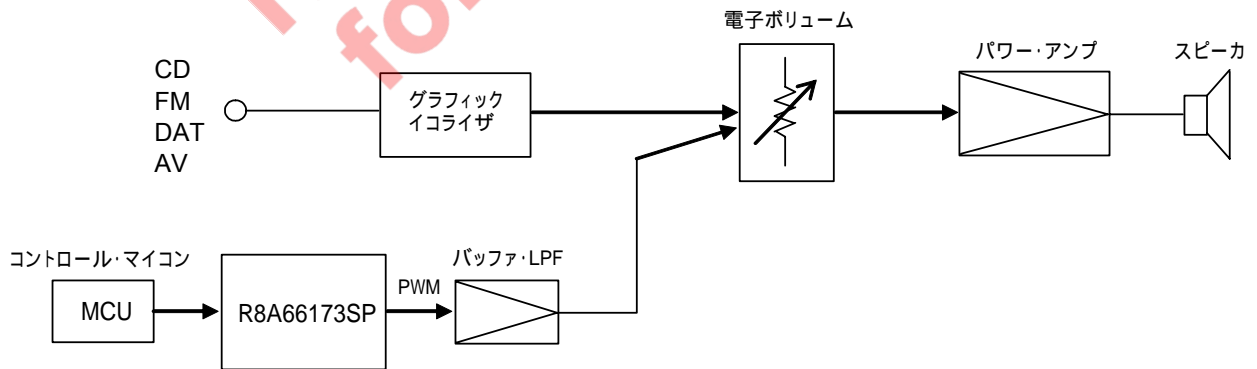 電子ボリューム
パワー・アンプ
スピーカ
CD
FM
DAT
AV
グラフィック
イコライザ
コントロール・マイコン
MCU
R8A66173SP
PWM
バッファ・LPF
for